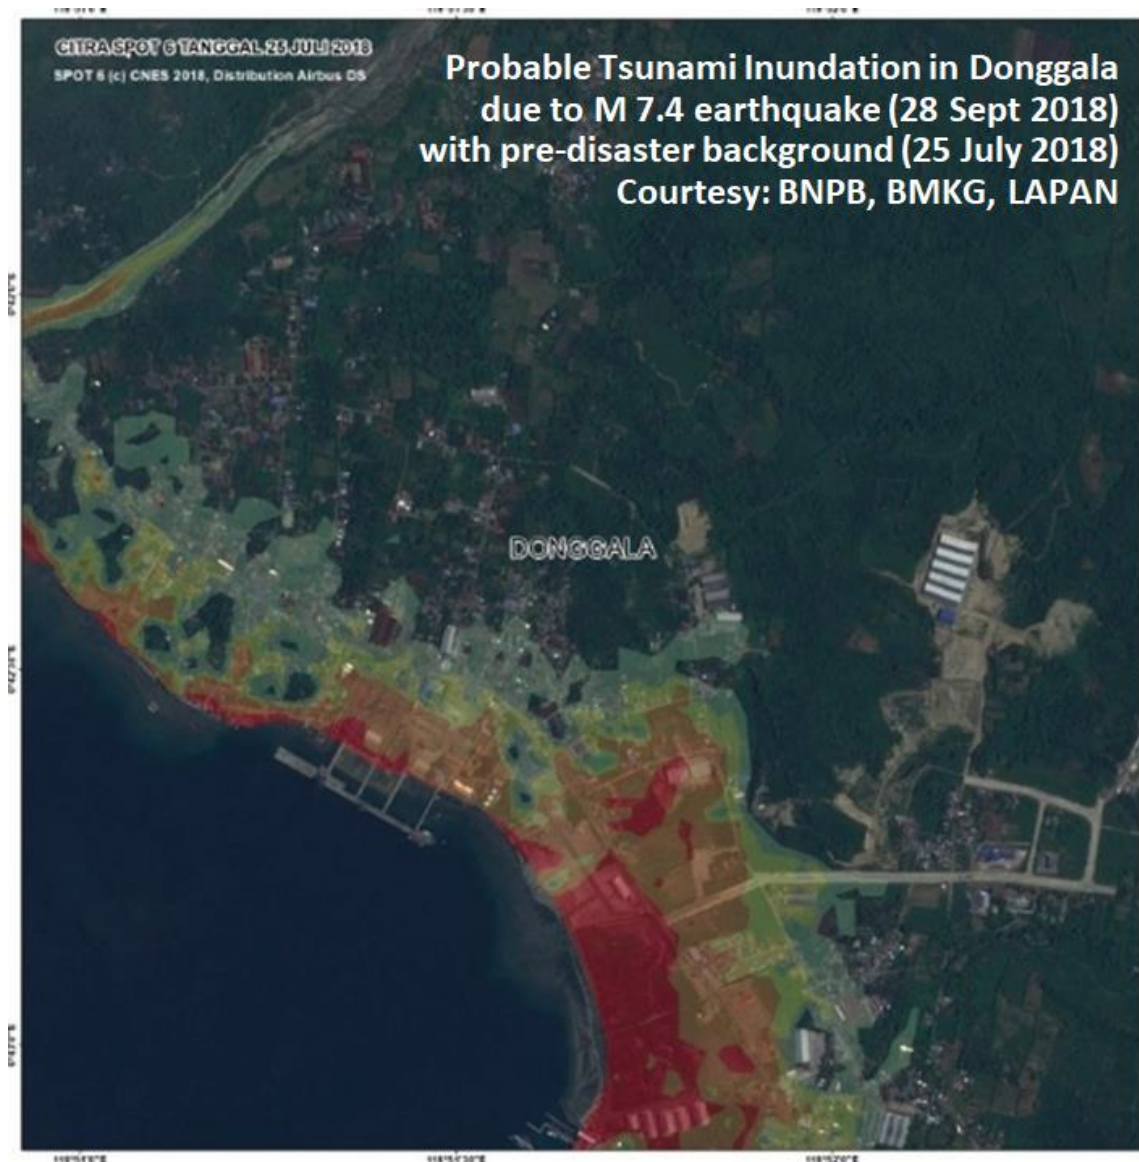 CITRA SPOT 6 TANGGAL 25 JULI 2018
SPOT 6 (c) CNES 2018, Distribution Airbus DS
Probable Tsunami Inundation in Donggala
due to M 7.4 earthquake (28 Sept 2018)
with pre-disaster background (25 July 2018)
Courtesy: BNPB, BMKG, LAPAN
DONGGALA